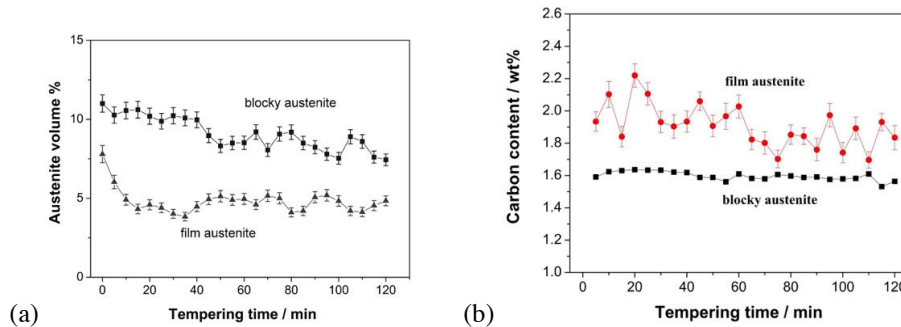 (a)
15
10
5
0
Austenite volume %
blocky austenite
film austenite
0 20 40 60 80 100 120
Tempering time / min
(b)
2.6
2.4
2.2
2.0
1.8
1.6
1.4
1.2
1.0
Carbon content / wt%
film austenite
blocky austenite
0 20 40 60 80 100 120
Tempering time / min